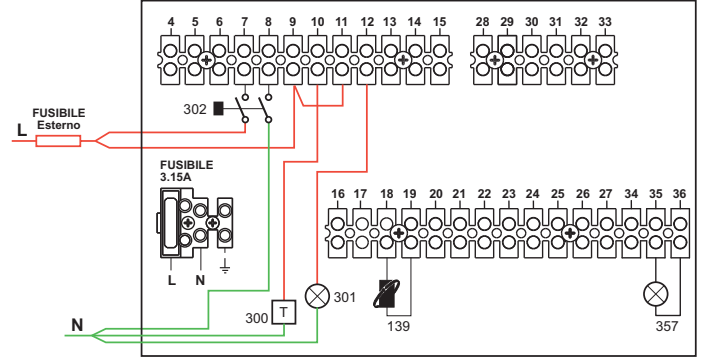 4 5 6 7 8 9 10 11 12 13 14 15 28 29 30 31 32 33
302
FUSIBILE
Esterno
L
FUSIBILE
3.15A
16 17 18 19 20 21 22 23 24 25 26 27 34 35 36
L N
301
300 T
N
139
357